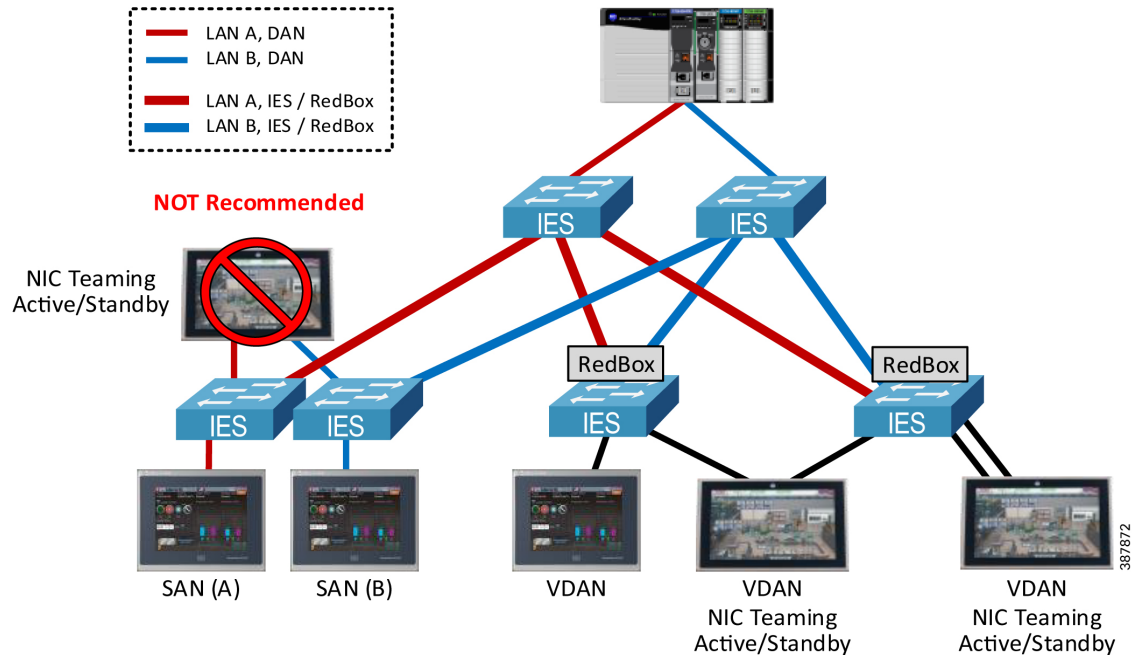 LAN A, DAN
LAN B, DAN
LAN A, IES / RedBox
LAN B, IES / RedBox
NOT Recommended
NIC Teaming
Active/Standby
IES
IES
RedBox
RedBox
IES
IES
IES
IES
SAN (A)
SAN (B)
VDAN
VDAN
NIC Teaming
Active/Standby
VDAN
NIC Teaming
Active/Standby
387872